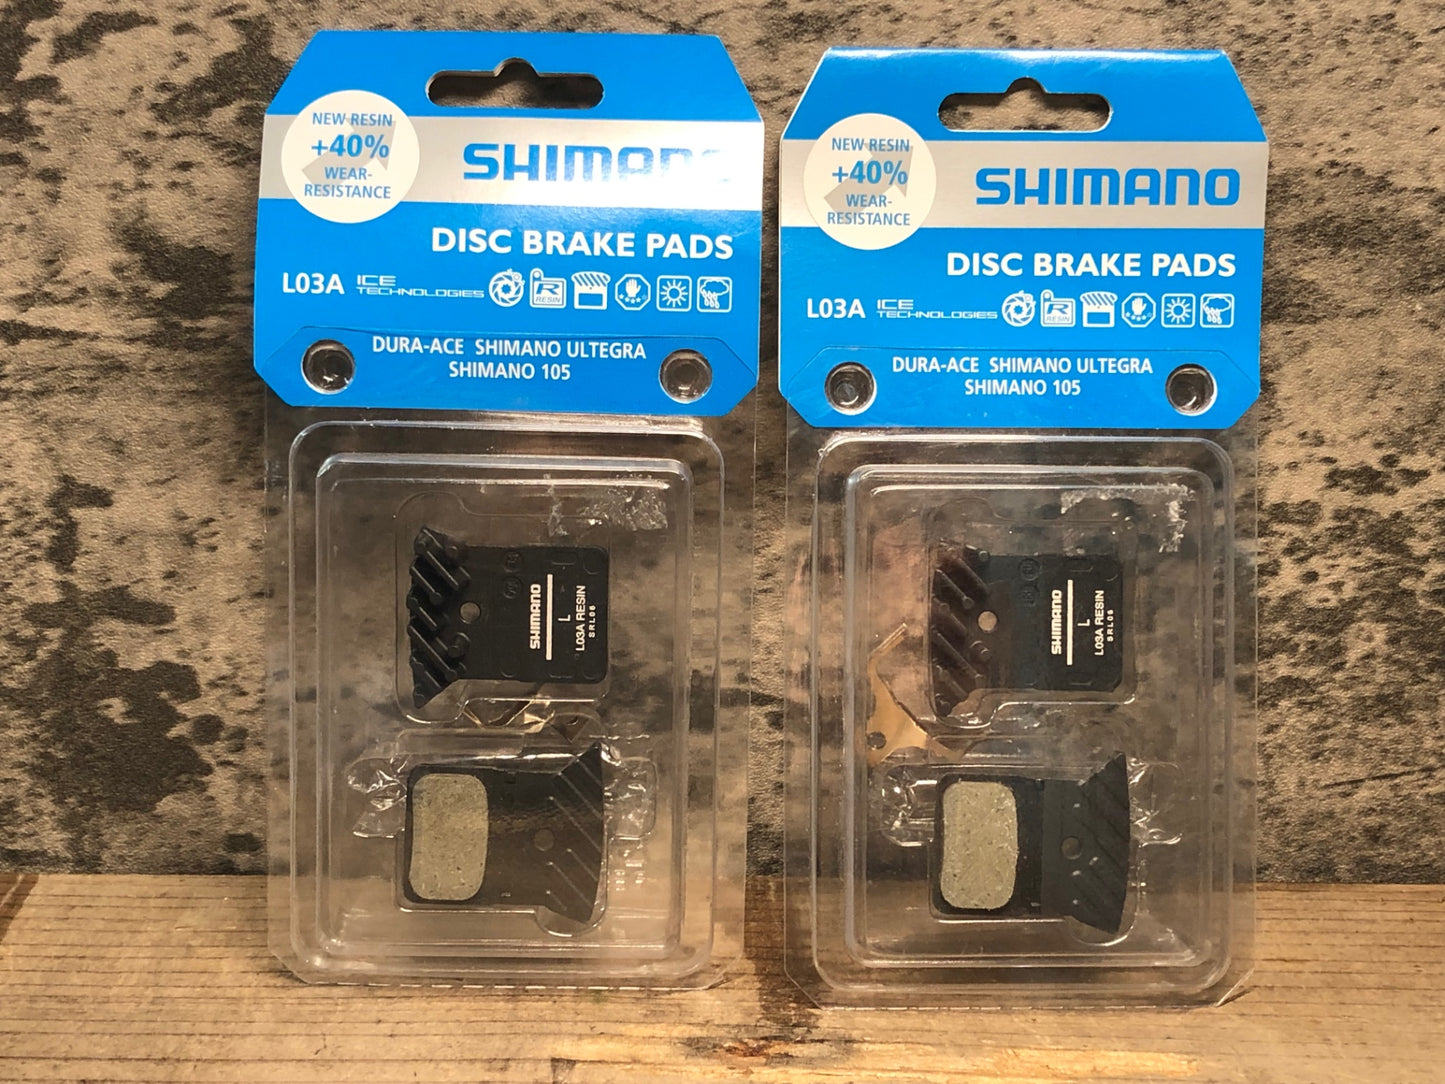 NEW RESIN
+40%
WEAR-
RESISTANCE
SHIMANO
DISC BRAKE PADS
L03A ICE TECHNOLOGIES R RESIN
DURA-ACE SHIMANO ULTEGRA
SHIMANO 105
SHIMANO
L
L03A RESIN
SRL06
NEW RESIN
+40%
WEAR-
RESISTANCE
SHIMANO
DISC BRAKE PADS
L03A ICE TECHNOLOGIES R RESIN
DURA-ACE SHIMANO ULTEGRA
SHIMANO 105
SHIMANO
L
L03A RESIN
SRL06